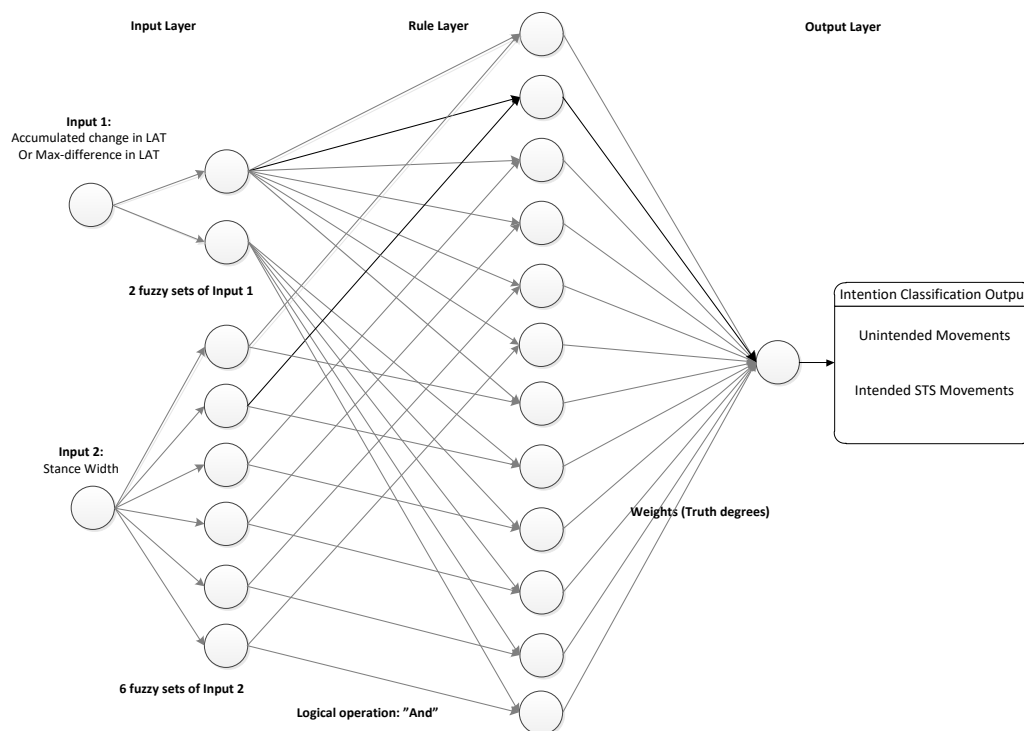 Input Layer
Rule Layer
Output Layer
Input 1:
Accumulated change in LAT
Or Max-difference in LAT
2 fuzzy sets of Input 1
Intention Classification Output
Unintended Movements
Intended STS Movements
Input 2:
Stance Width
Weights (Truth degrees)
6 fuzzy sets of Input 2
Logical operation: ”And”